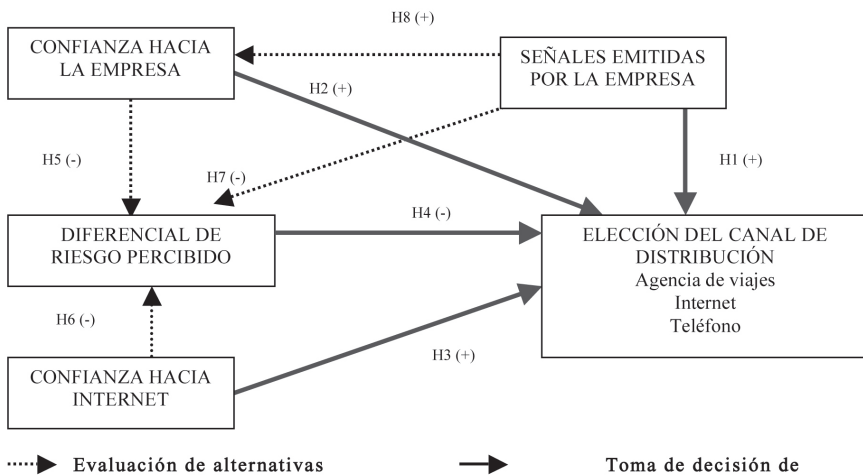 H8 (+)
CONFIANZA HACIA
LA EMPRESA
SEÑALES EMITIDAS
POR LA EMPRESA
H2 (+)
H5 (-)
H7 (-)
H1 (+)
H4 (-)
DIFERENCIAL DE
RIESGO PERCIBIDO
ELECCIÓN DEL CANAL DE
DISTRIBUCIÓN
Agencia de viajes
Internet
Teléfono
H6 (-)
H3 (+)
CONFIANZA HACIA
INTERNET
Evaluación de alternativas
Toma de decisión de